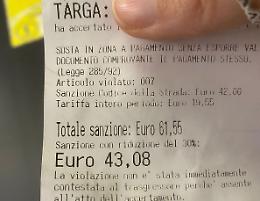 TARGA:
ha accertato l
SOSTA IN ZONA A PAGAMENTO SENZA ESPORRE VAL
DOCUMENTO COMPROVANTE IL PAGAMENTO STESSO.
(Legge 285/92)
Articolo violato: 007
Sanzione Codice della Strada: Euro 42,00
Tariffa intero periodo: Euro 19,55
Totale sanzione: Euro 61,55
Sanzione con riduzione del 30%:
Euro 43,08
La violazione non e' stata immediatamente
contestata al trasgressore perche' assente
all'atto dell'accertamento.